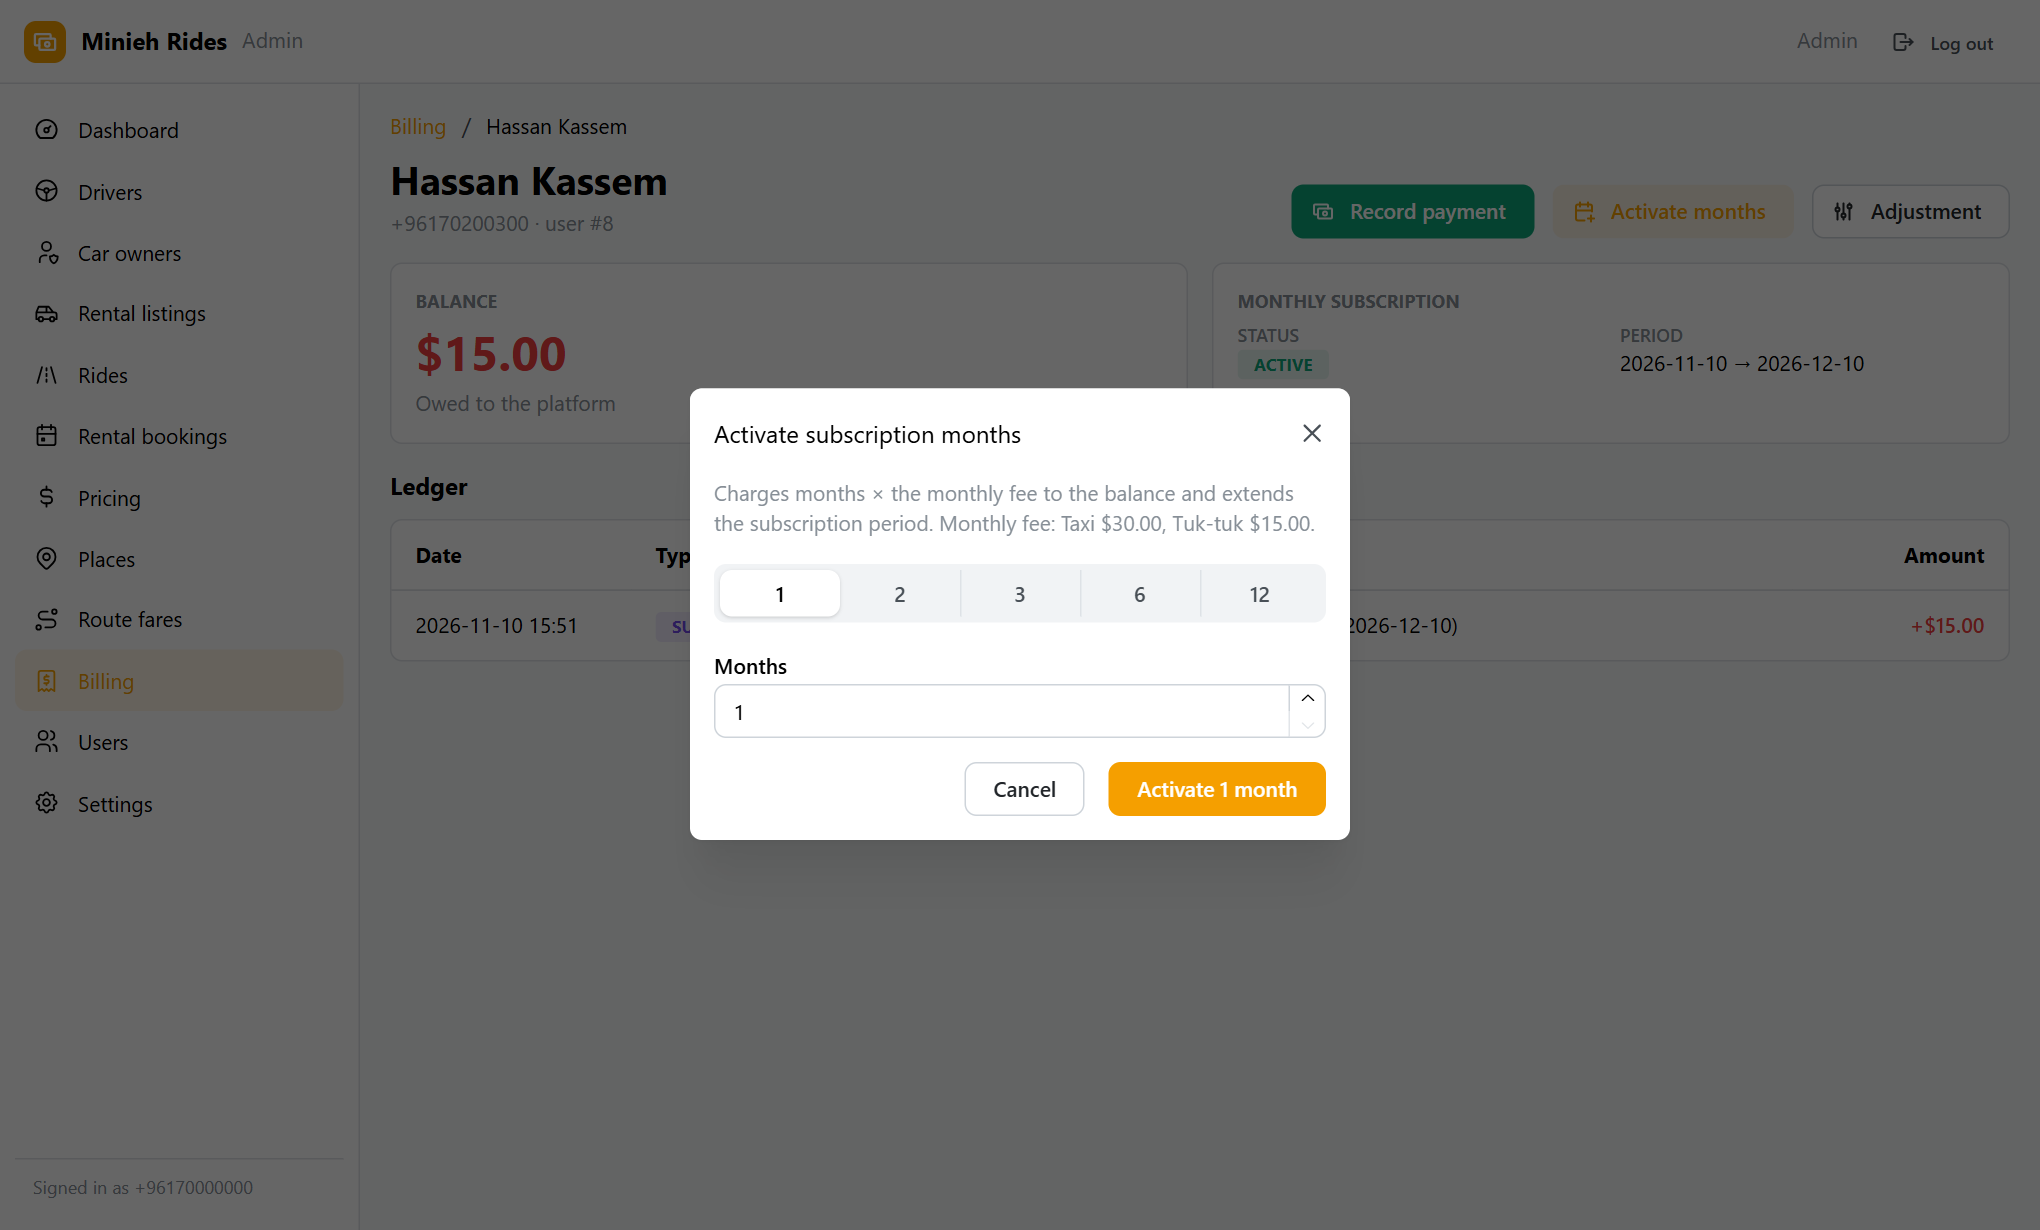 Minieh Rides Admin
Admin
Log out
Dashboard
Drivers
Car owners
Rental listings
Rides
Rental bookings
Pricing
Places
Route fares
Billing
Users
Settings
Signed in as +96170000000
Billing / Hassan Kassem
Hassan Kassem
+96170200300 · user #8
Record payment
Activate months
Adjustment
BALANCE
$15.00
Owed to the platform
MONTHLY SUBSCRIPTION
STATUS
ACTIVE
PERIOD
2026-11-10 → 2026-12-10
Ledger
Date
Amount
2026-11-10 15:51
2026-12-10)
+$15.00
Activate subscription months
Charges months × the monthly fee to the balance and extends
the subscription period. Monthly fee: Taxi $30.00, Tuk-tuk $15.00.
1 2 3 6 12
Months
1
Cancel
Activate 1 month